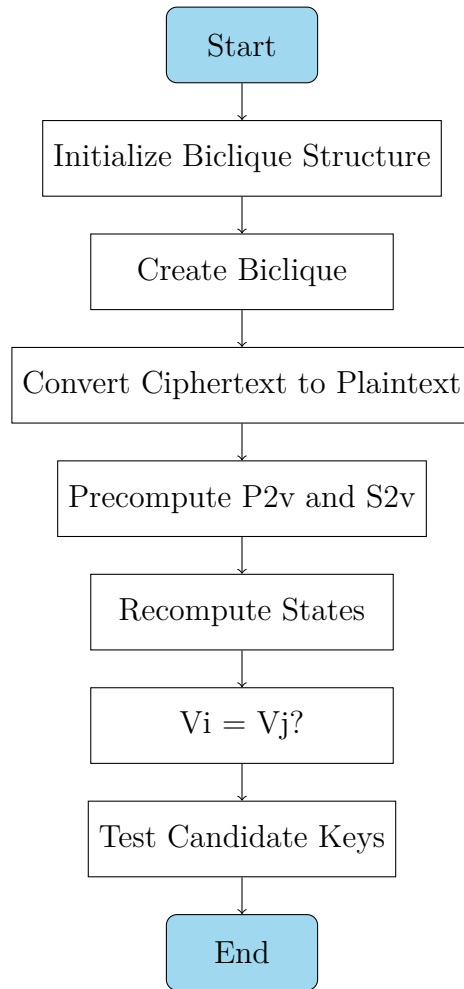 Start
Initialize Biclique Structure
Create Biclique
Convert Ciphertext to Plaintext
Precompute P2v and S2v
Recompute States
Vi = Vj?
Test Candidate Keys
End